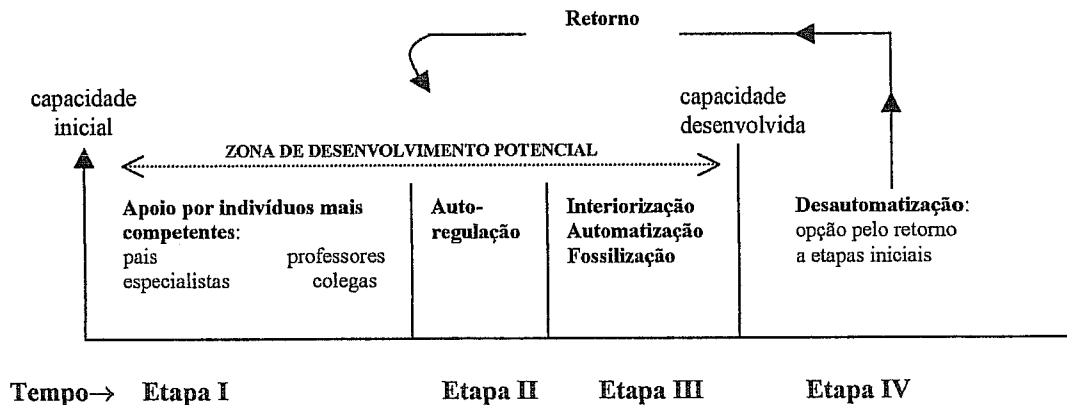 Retorno
capacidade
inicial
capacidade
desenvolvida
ZONA DE DESENVOLVIMENTO POTENCIAL
Apoio por indivíduos mais
competentes:
pais professores
especialistas colegas
Auto-
regulação
Interiorização
Automatização
Fossilização
Desautomatização:
opção pelo retorno
a etapas iniciais
Tempo→ Etapa I Etapa II Etapa III Etapa IV